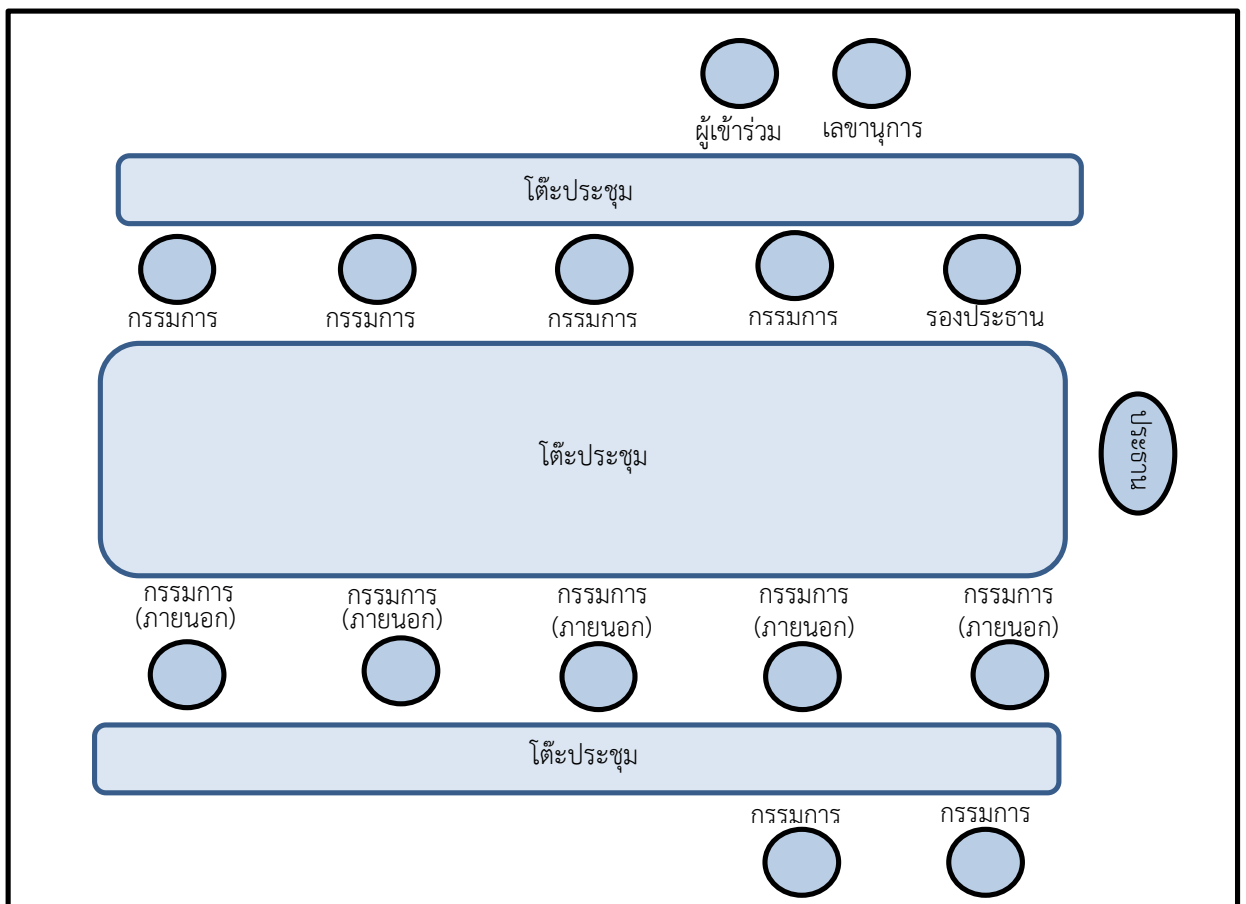 ผู้เข้าร่วม เลขานุการ
โต๊ะประชุม
กรรมการ กรรมการ กรรมการ กรรมการ รองประธาน
โต๊ะประชุม
ประธาน
กรรมการ กรรมการ กรรมการ กรรมการ กรรมการ
(ภายนอก) (ภายนอก) (ภายนอก) (ภายนอก) (ภายนอก)
โต๊ะประชุม
กรรมการ กรรมการ